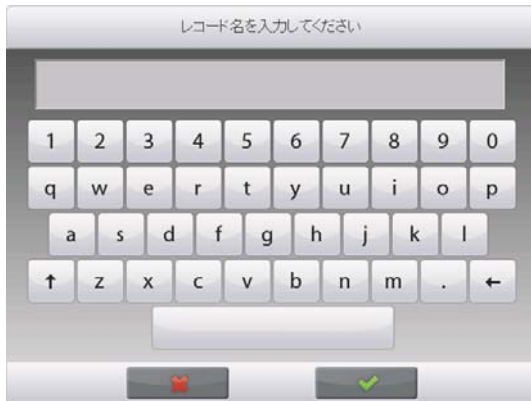 レコード名を入力してください
1 2 3 4 5 6 7 8 9 0
q w e r t y u i o p
a s d f g h j k l
↑ z x c v b n m . ←